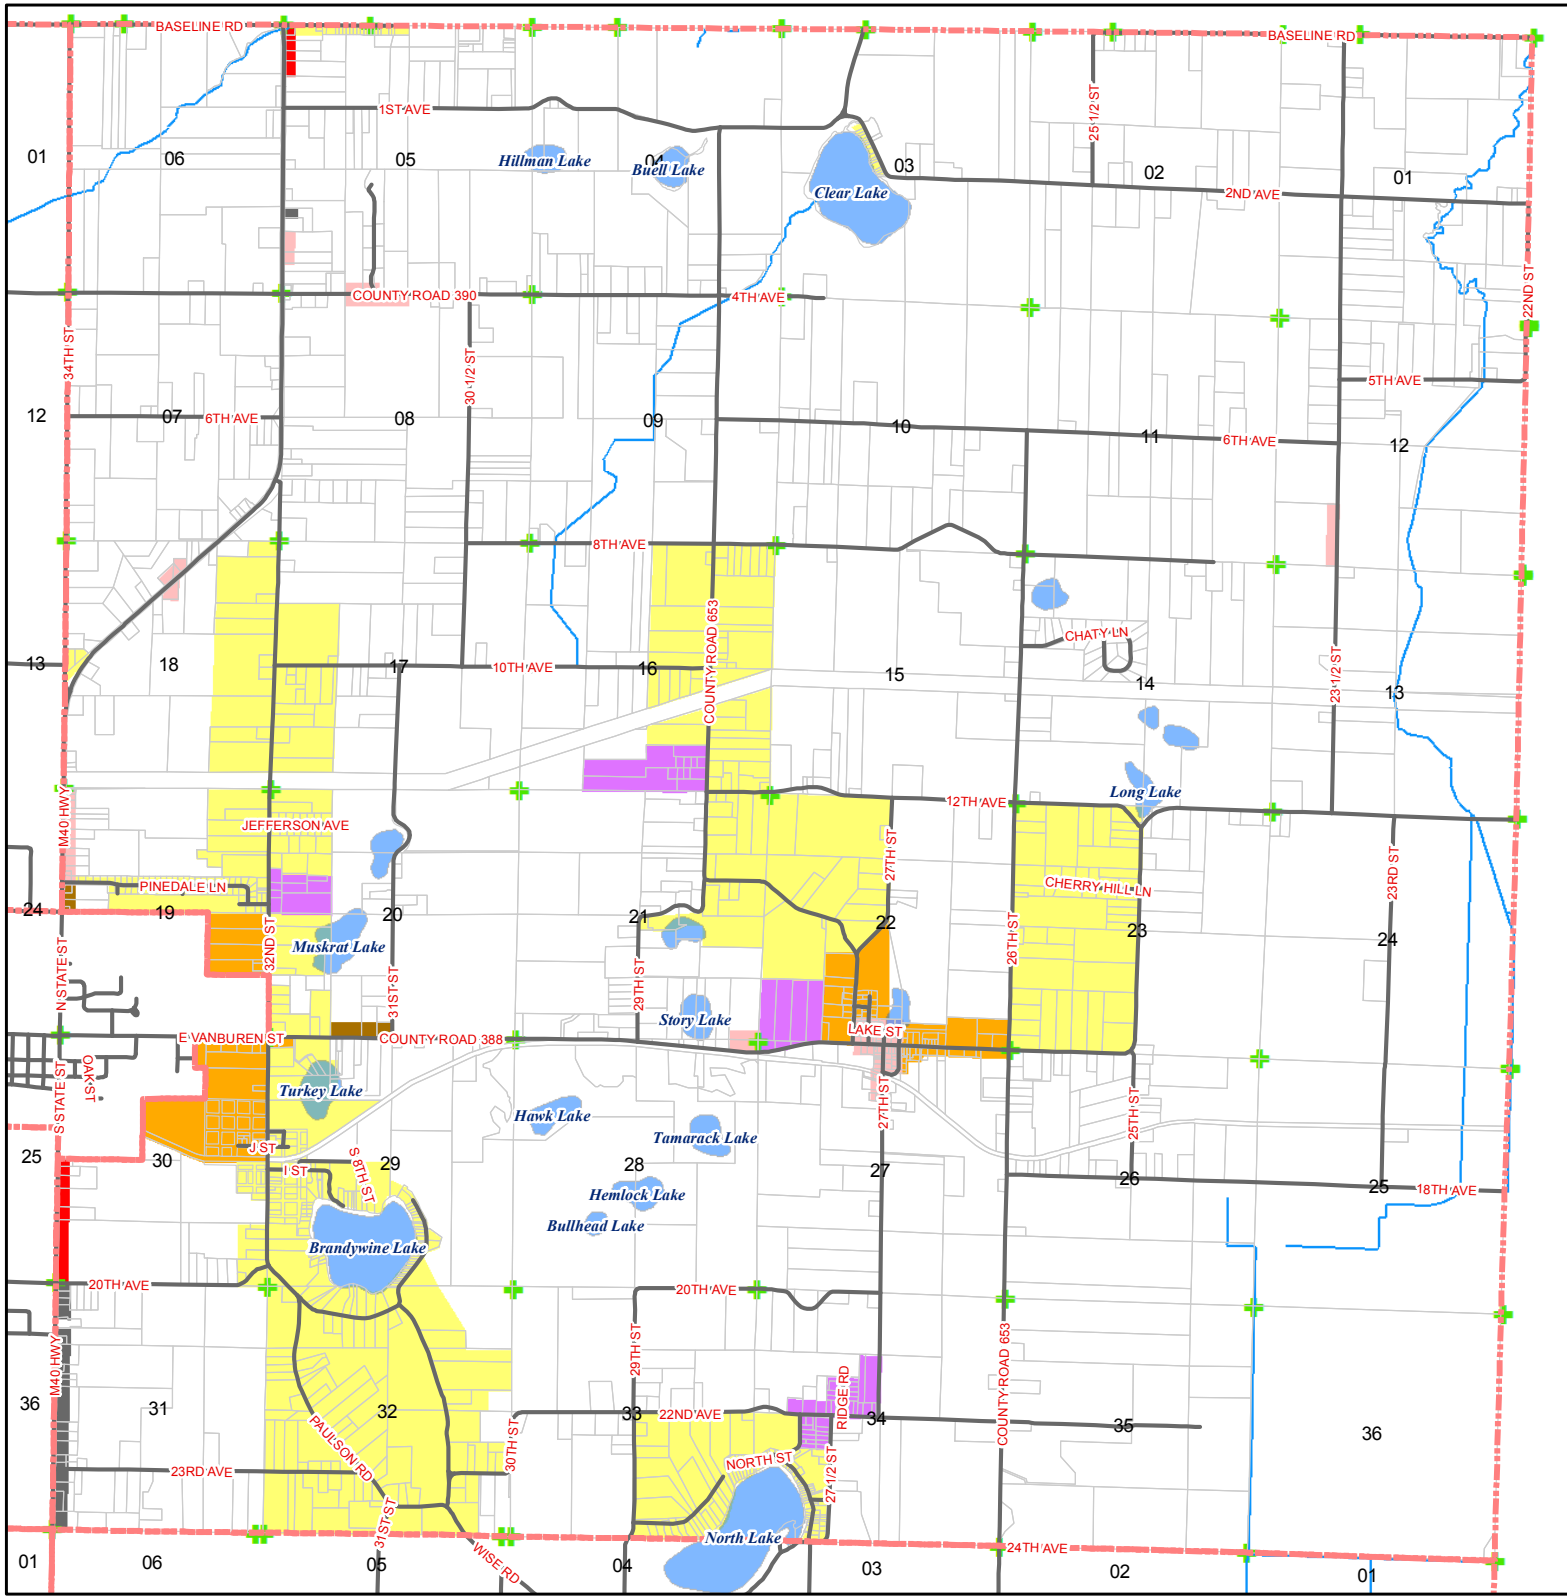 BASELINE RD
BASELINE RD
1ST AVE
25 1/2 ST
01
06
05
Hillman Lake
04
Buell Lake
03
02
01
Clear Lake
2ND AVE
COUNTY ROAD 390
4TH AVE
22ND ST
34TH ST
30 1/2 ST
5TH AVE
12
07
6TH AVE
08
09
10
11
6TH AVE
12
8TH AVE
COUNTY ROAD 653
CHATY LN
13
18
17
10TH AVE
16
15
14
23 1/2 ST
13
M40 HWY
JEFFERSON AVE
12TH AVE
Long Lake
27TH ST
23RD ST
PINEDALE LN
CHERRY HILL LN
24
19
20
21
22
23
24
32ND ST
Muskrat Lake
26TH ST
N STATE ST
31ST ST
29TH ST
Story Lake
LAKE ST
E VANBUREN ST
COUNTY ROAD 388
OAK ST
S STATE ST
Turkey Lake
Hawk Lake
Tamarack Lake
27TH ST
25TH ST
25
30
J ST
I ST
S 8TH ST
29
28
27
26
25
18TH AVE
Hemlock Lake
Bullhead Lake
Brandywine Lake
20TH AVE
20TH AVE
M40 HWY
29TH ST
COUNTY ROAD 653
RIDGE RD
36
31
32
33
22ND AVE
34
35
36
PAULSON RD
30TH ST
23RD AVE
NORTH ST
27 1/2 ST
31ST ST
North Lake
24TH AVE
WISE RD
01
06
05
04
03
02
01